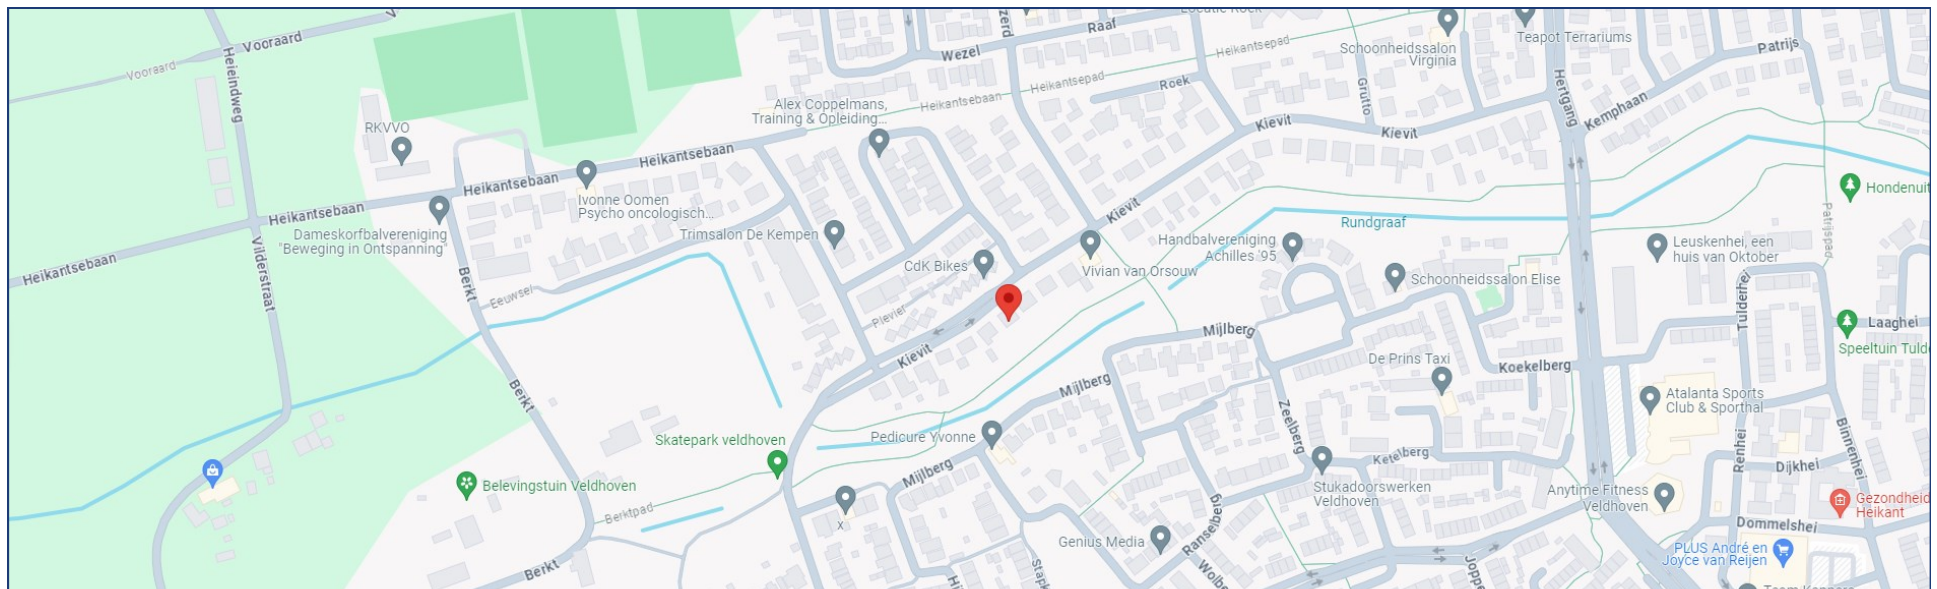 Vooraard
Vooraard
Heieindweg
RKVVO
Heikantsebaan
Heikantsebaan
Heikantsebaan
Heikantsebaan
Vilderstraat
Dameskorfbalvereniging
"Beweging in Ontspanning"
Ivonne Oomen
Psycho oncologisch...
Alex Coppelmans,
Training & Opleiding...
Wezel
Raaf
Roek
Heikantsebaan
Heikantsepad
Heikantsepad
Locatie Roek
Schoonheidssalon
Virginia
Teapot Terrariums
Grutto
Hertgang
Kemphaan
Patrijs
Patrijspad
Hondenuit
Kievit
Kievit
Kievit
Kievit
Trimsalon De Kempen
CdK Bikes
Plevier
Vivian van Orsouw
Handbalvereniging
Achilles '95
Rundgraaf
Schoonheidssalon Elise
Leuskenhei, een
huis van Oktober
Tulderhei
Laaghei
Speeltuin Tulde
Berkt
Berkt
Berkt
Eeuwsel
Mijlberg
Mijlberg
Mijlberg
De Prins Taxi
Koekelberg
Zeelberg
Ketelberg
Atalanta Sports
Club & Sporthal
Renhei
Binnenhei
Dijkhei
Skatepark veldhoven
Pedicure Yvonne
Belevingstuin Veldhoven
Berktpad
x
Genius Media
Ranselberg
Stukadoorswerken
Veldhoven
Anytime Fitness
Veldhoven
Gezondheid
Heikant
Dommelshei
PLUS André en
Joyce van Reijen